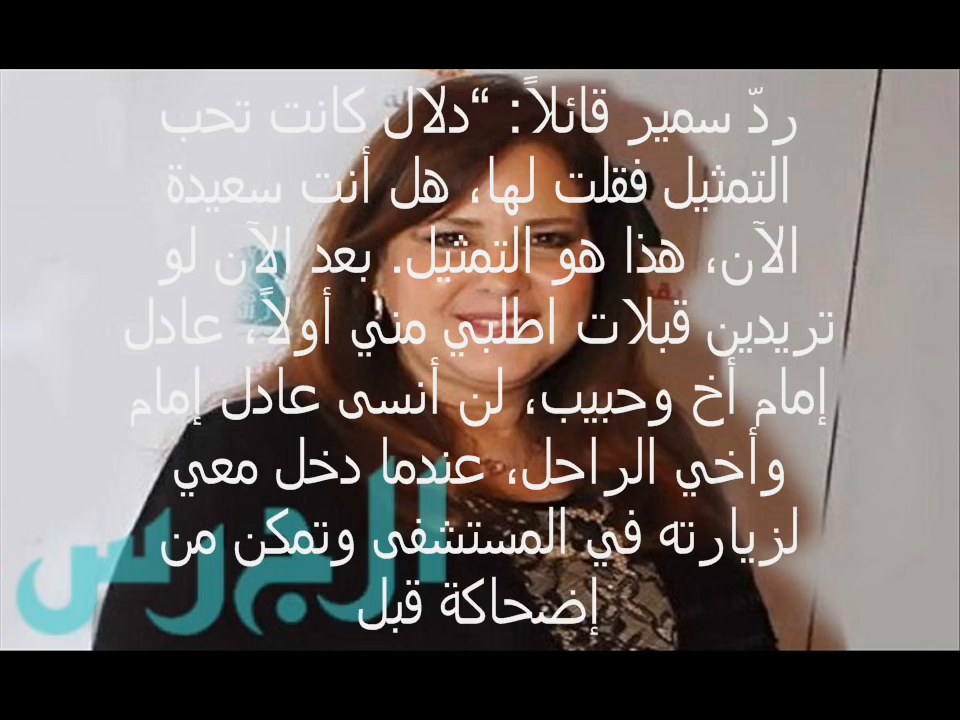 ردّ سمير قائلاً: “دلال كانت تحب
التمثيل فقلت لها، هل أنت سعيدة
الآن، هذا هو التمثيل. بعد الآن لو
تريدين قبلات اطلبي مني أولاً، عادل
إمام أخ وحبيب، لن أنسى عادل إمام
وأخي الراحل، عندما دخل معي
لزيارته في المستشفى وتمكن من
إضحاكة قبل
الجرس